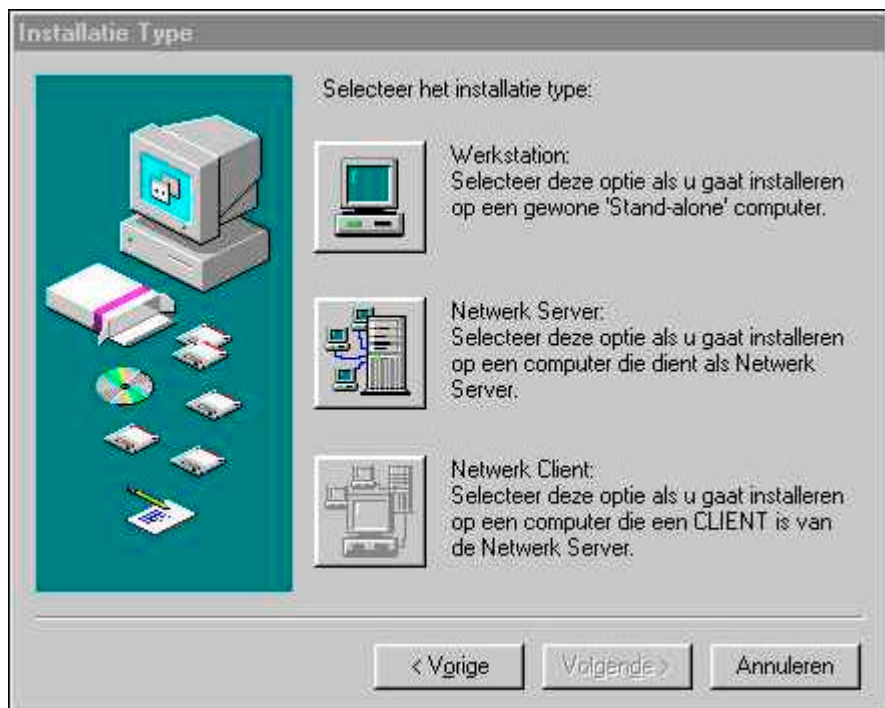 Installatie Type
Selecteer het installatie type:
Werkstation:
Selecteer deze optie als u gaat installeren
op een gewone 'Stand-alone' computer.
Netwerk Server:
Selecteer deze optie als u gaat installeren
op een computer die dient als Netwerk
Server.
Netwerk Client:
Selecteer deze optie als u gaat installeren
op een computer die een CLIENT is van
de Netwerk Server.
< Vorige
Volgende >
Annuleren